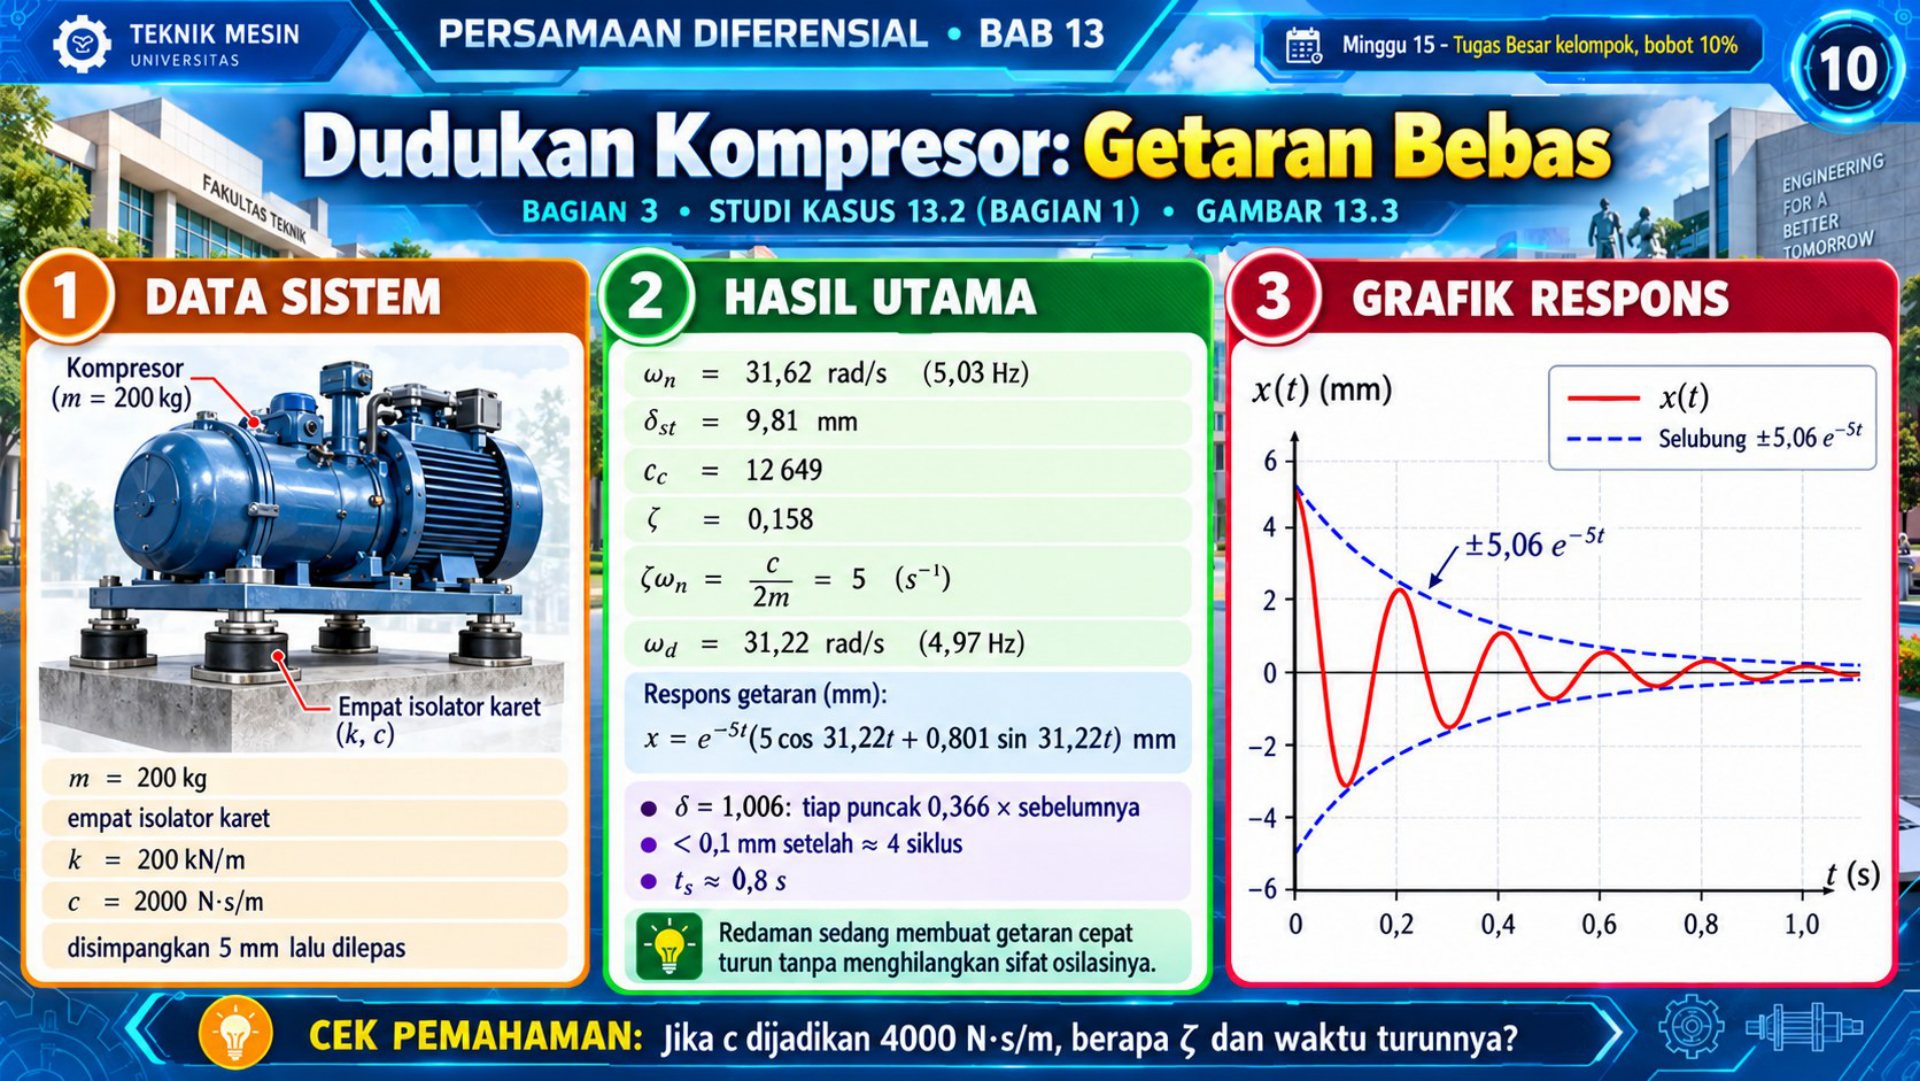 TEKNIK MESIN
UNIVERSITAS
PERSAMAAN DIFERENSIAL • BAB 13
Minggu 15 - Tugas Besar kelompok, bobot 10%
10
Dudukan Kompresor: Getaran Bebas
BAGIAN 3 • STUDI KASUS 13.2 (BAGIAN 1) • GAMBAR 13.3
FAKULTAS TEKNIK
ENGINEERING
FOR A
BETTER
TOMORROW
1 DATA SISTEM
Kompresor
(m = 200 kg)
Empat isolator karet
(k, c)
m = 200 kg
empat isolator karet
k = 200 kN/m
c = 2000 N·s/m
disimpangkan 5 mm lalu dilepas
2 HASIL UTAMA
ωn = 31,62 rad/s (5,03 Hz)
δst = 9,81 mm
cc = 12 649
ζ = 0,158
ζωn = c/2m = 5 (s⁻¹)
ωd = 31,22 rad/s (4,97 Hz)
Respons getaran (mm):
x = e⁻⁵ᵗ(5 cos 31,22t + 0,801 sin 31,22t) mm
• δ = 1,006: tiap puncak 0,366 × sebelumnya
• < 0,1 mm setelah ≈ 4 siklus
• ts ≈ 0,8 s
Redaman sedang membuat getaran cepat
turun tanpa menghilangkan sifat osilasinya.
3 GRAFIK RESPONS
x(t) (mm)
x(t)
Selubung ±5,06 e⁻⁵ᵗ
±5,06 e⁻⁵ᵗ
6
4
2
0
−2
−4
−6
t (s)
0 0,2 0,4 0,6 0,8 1,0
CEK PEMAHAMAN: Jika c dijadikan 4000 N·s/m, berapa ζ dan waktu turunnya?